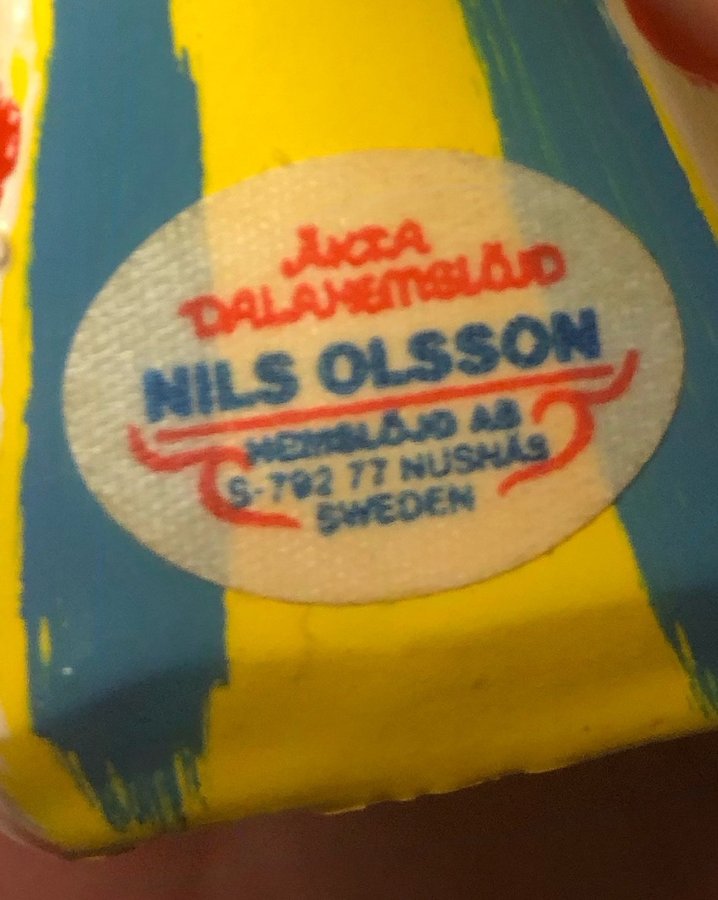 ÄKTA
DALAHEMSLÖJD
NILS OLSSON
HEMSLÖJD AB
S-792 77 NUSNÄS
SWEDEN